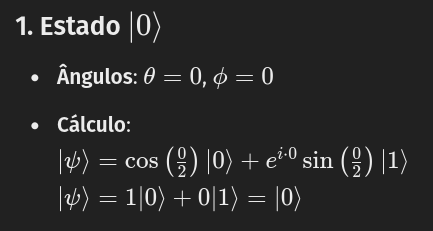 1. Estado |0⟩
• Ângulos: θ = 0, ϕ = 0
• Cálculo:
|ψ⟩ = cos (0/2) |0⟩ + e^{i·0} sin (0/2) |1⟩
|ψ⟩ = 1|0⟩ + 0|1⟩ = |0⟩